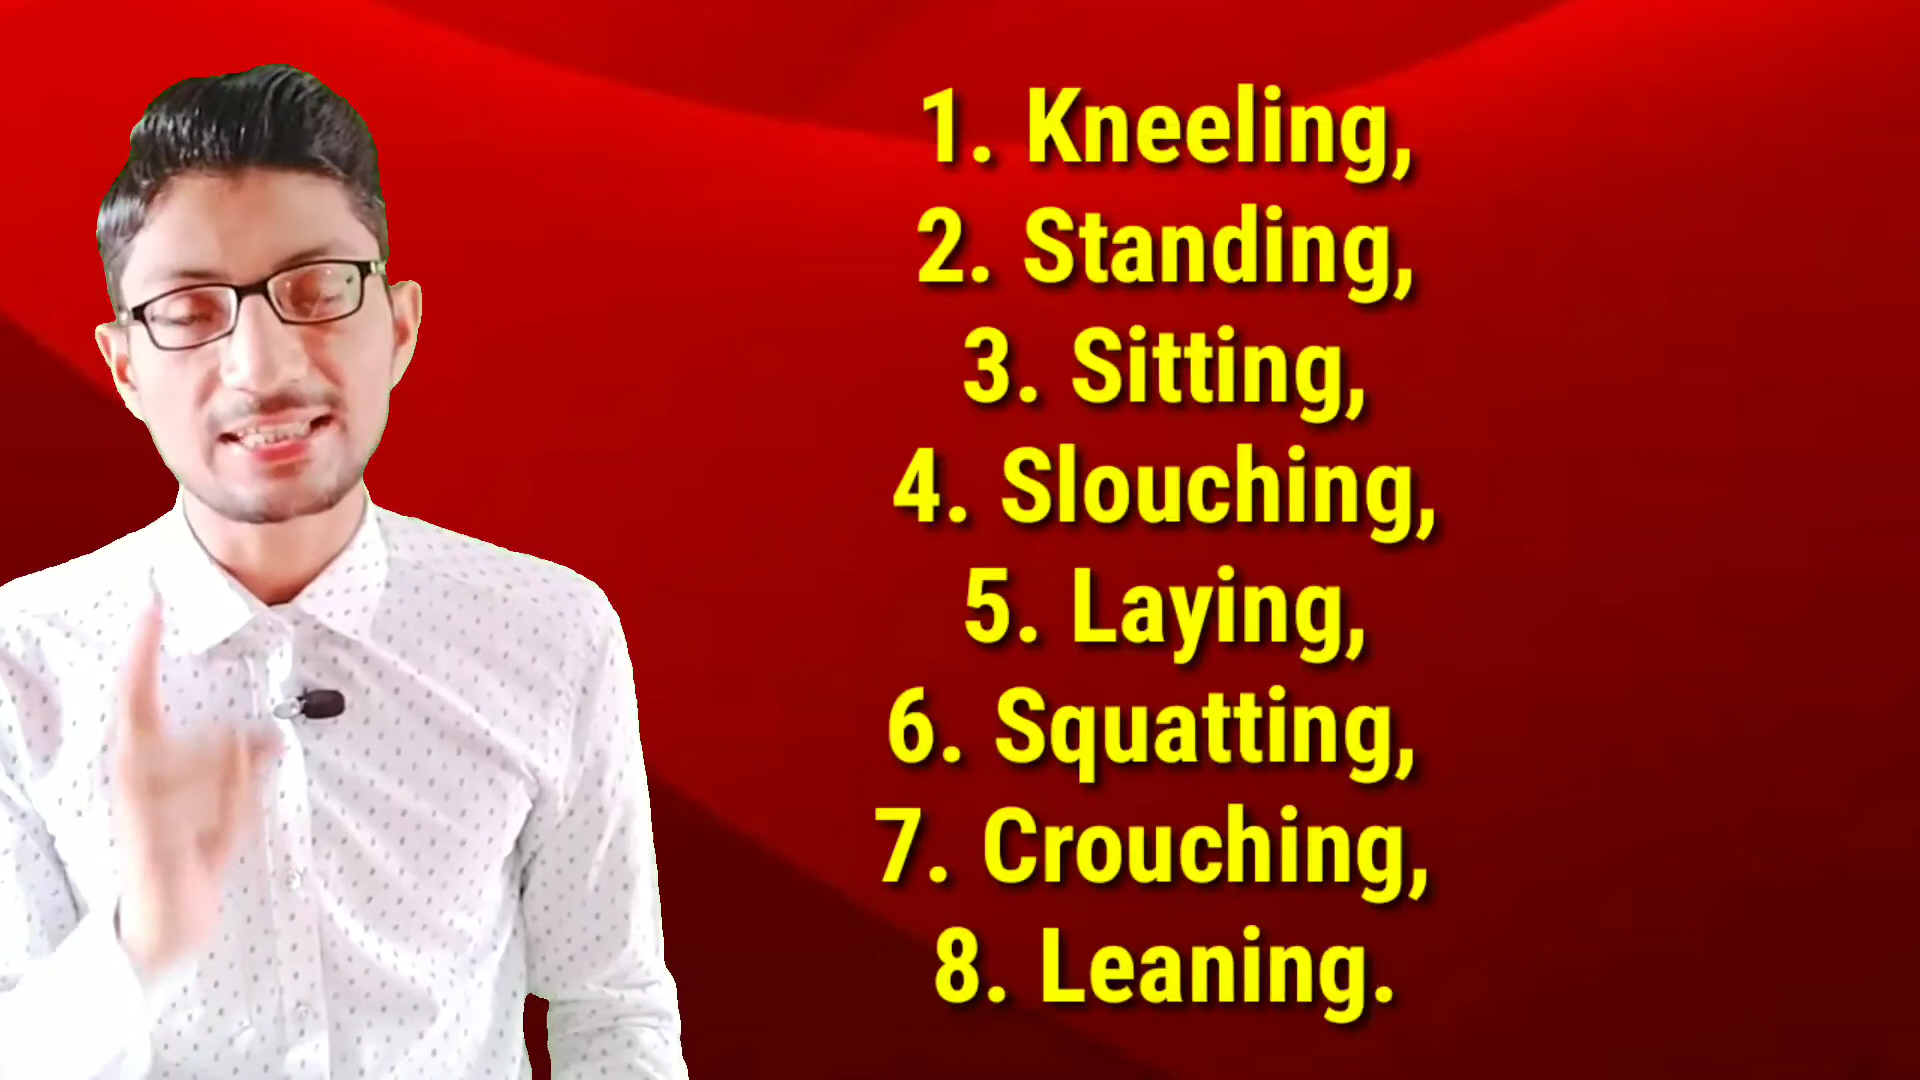 1. Kneeling,
2. Standing,
3. Sitting,
4. Slouching,
5. Laying,
6. Squatting,
7. Crouching,
8. Leaning.